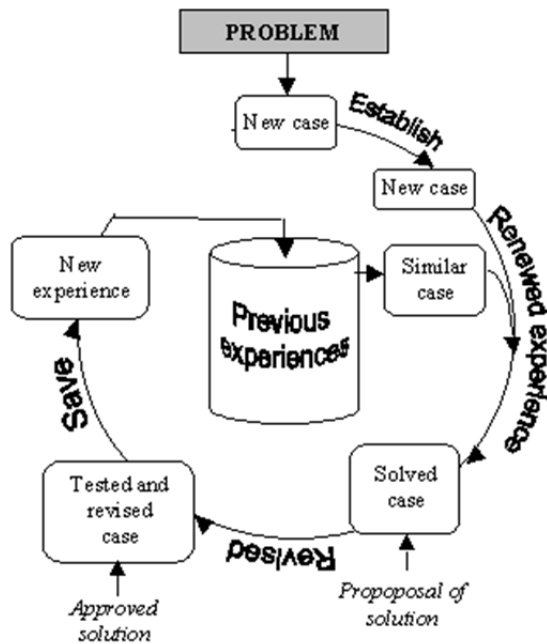 PROBLEM
New case
Establish
New case
Renewed experience
New
experience
Previous
experiences
Similar
case
Save
Tested and
revised
case
Solved
case
Revised
Approved
solution
Propoposal of
solution